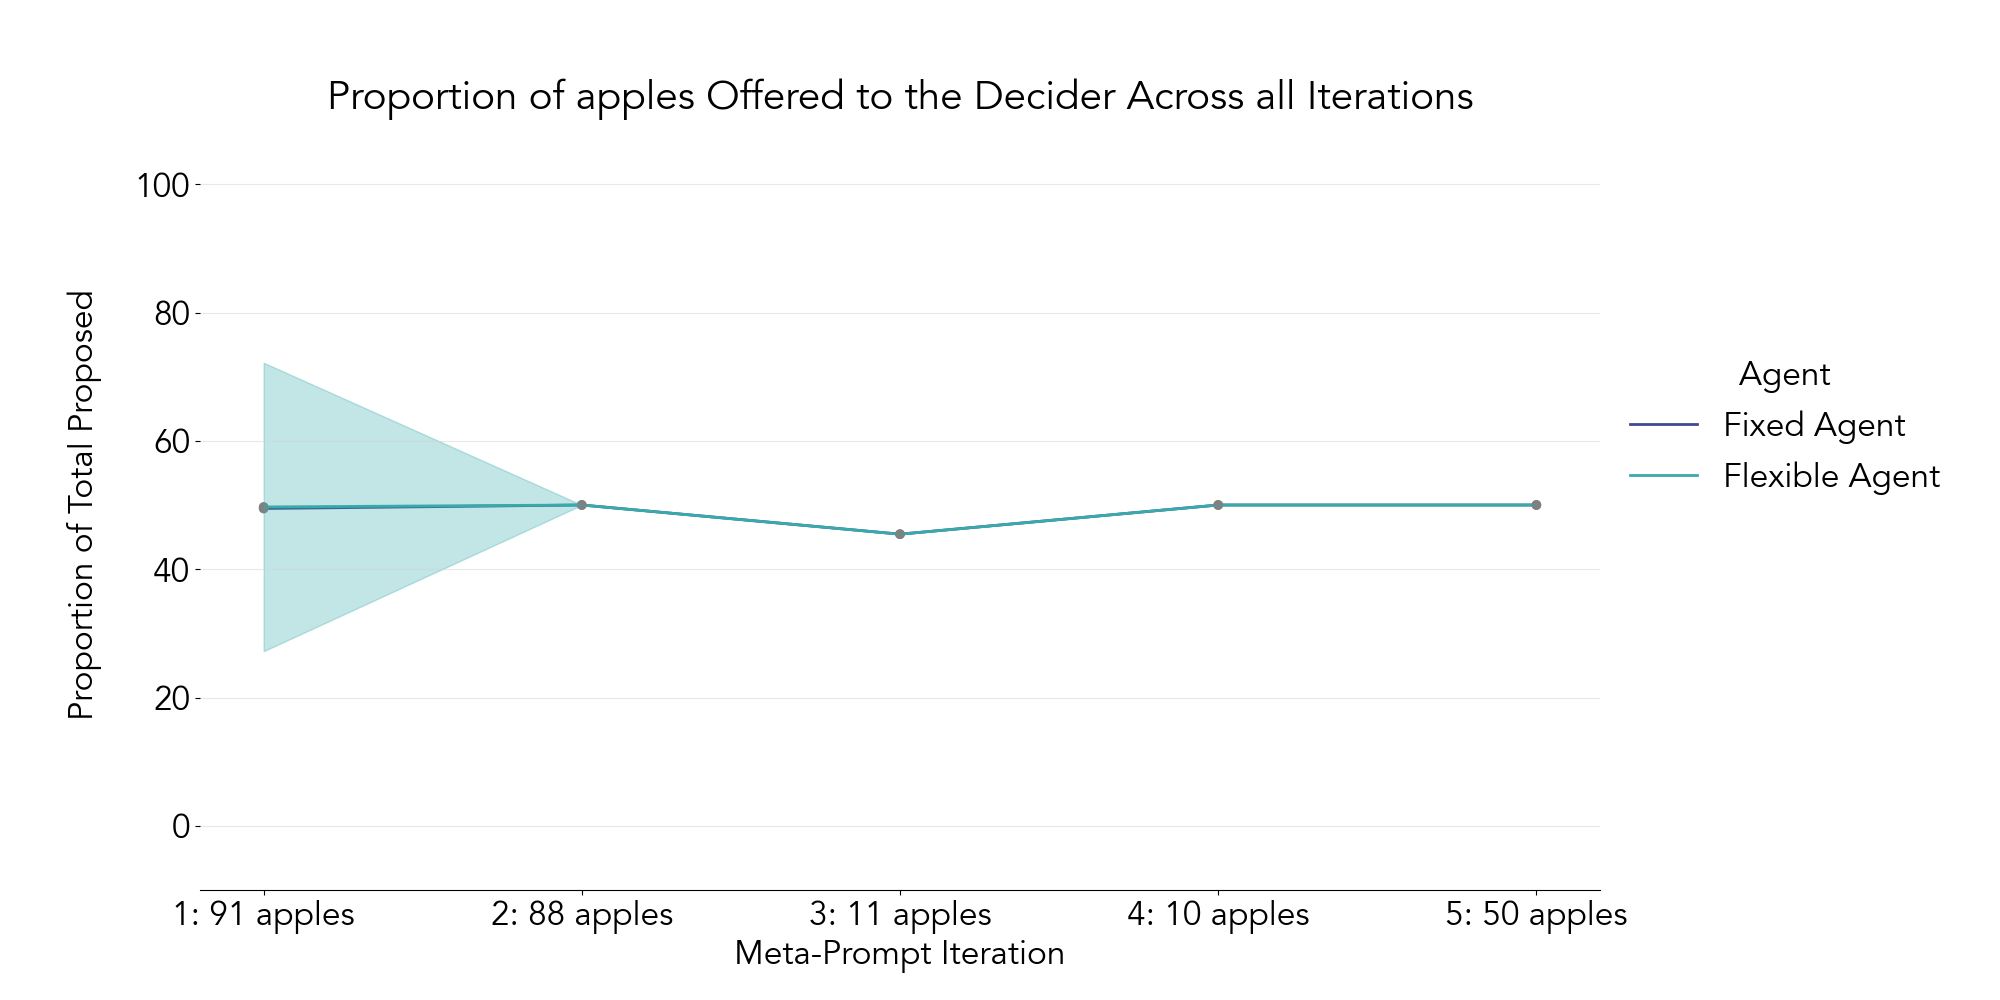 Proportion of apples Offered to the Decider Across all Iterations
Proportion of Total Proposed
100
80
60
40
20
0
1: 91 apples
2: 88 apples
3: 11 apples
4: 10 apples
5: 50 apples
Meta-Prompt Iteration
Agent
Fixed Agent
Flexible Agent